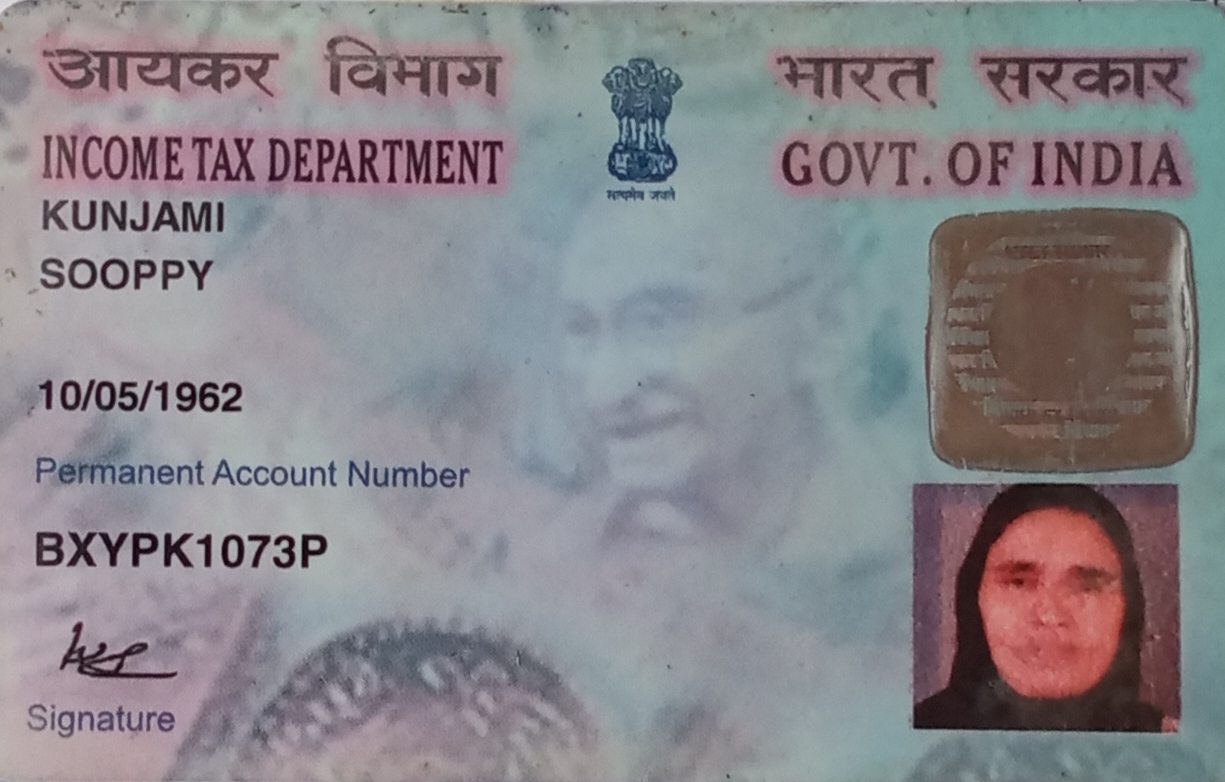 आयकर विभाग
भारत सरकार
INCOME TAX DEPARTMENT
GOVT. OF INDIA
सत्यमेव जयते
KUNJAMI
SOOPPY
10/05/1962
Permanent Account Number
BXYPK1073P
Signature